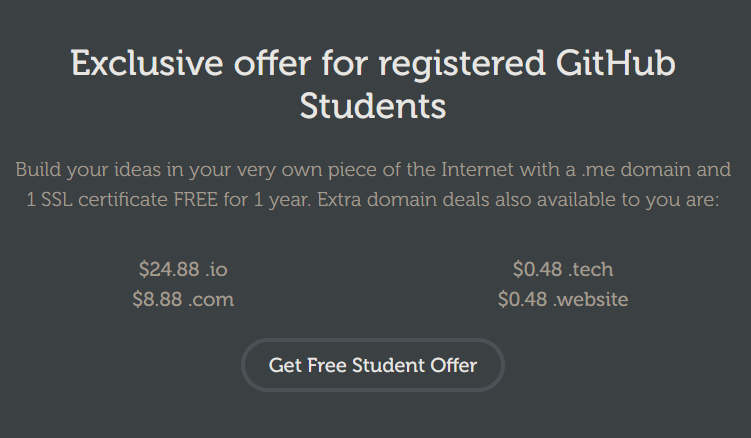 Exclusive offer for registered GitHub
Students
Build your ideas in your very own piece of the Internet with a .me domain and
1 SSL certificate FREE for 1 year. Extra domain deals also available to you are:
$24.88 .io
$8.88 .com
$0.48 .tech
$0.48 .website
Get Free Student Offer